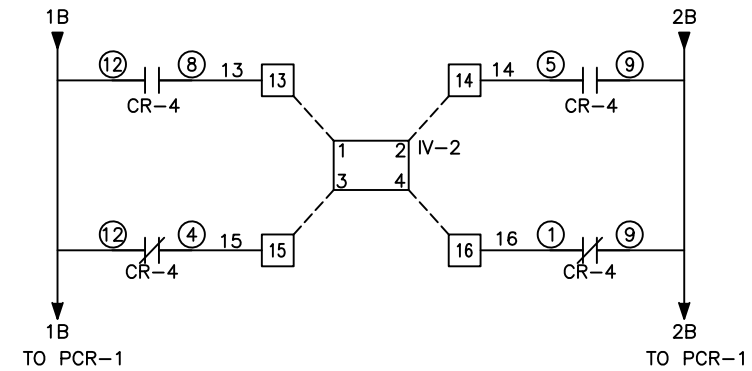 1B 2B
12 8 13 13 14 14 5 9
CR-4 CR-4
1 2 IV-2
3 4
12 4 15 15 16 16 1 9
CR-4 CR-4
1B 2B
TO PCR-1 TO PCR-1